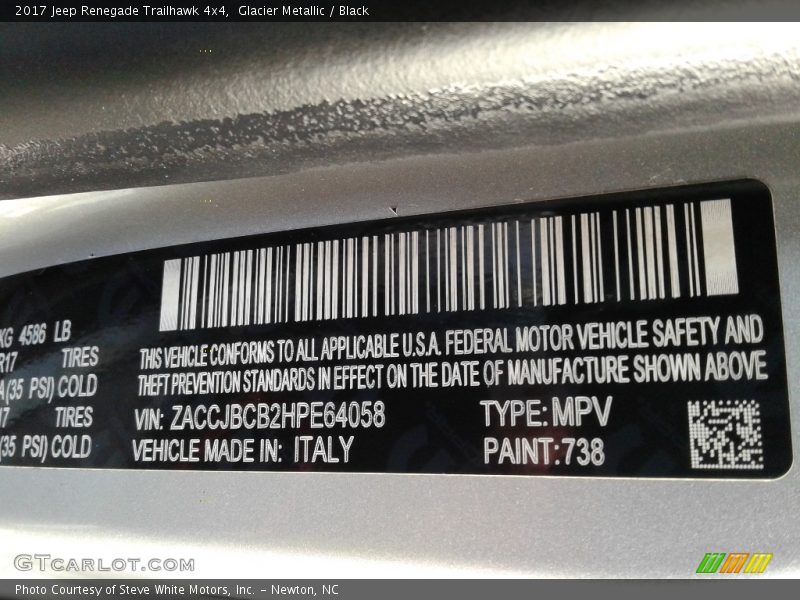 2017 Jeep Renegade Trailhawk 4x4,  Glacier Metallic / Black
KG 4586 LB
R17 TIRES
(35 PSI) COLD
17 TIRES
(35 PSI) COLD
THIS VEHICLE CONFORMS TO ALL APPLICABLE U.S.A. FEDERAL MOTOR VEHICLE SAFETY AND
THEFT PREVENTION STANDARDS IN EFFECT ON THE DATE OF MANUFACTURE SHOWN ABOVE
VIN: ZACCJBCB2HPE64058 TYPE: MPV
VEHICLE MADE IN: ITALY PAINT:738
GTCARLOT.COM
Photo Courtesy of Steve White Motors, Inc. – Newton, NC